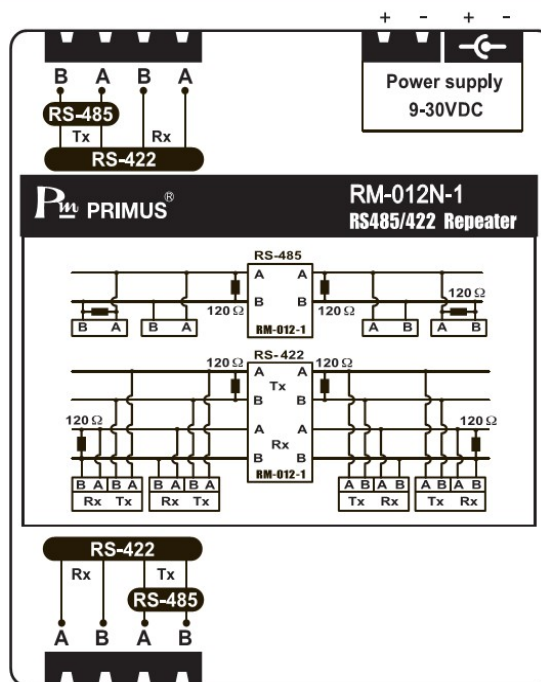 + - + -
B A B A
RS-485
Tx Rx
RS-422
Power supply
9-30VDC
Pm PRIMUS®
RM-012N-1
RS485/422 Repeater
RS-485
A A
B B
120 Ω 120 Ω
120 Ω 120 Ω
B A B A RM-012-1 A B A B
RS-422
120 Ω 120 Ω
A A
Tx
B B
120 Ω 120 Ω
A A
Rx
B B
RM-012-1
B A B A B A B A A B A B A B A B
Rx Tx Rx Tx Tx Rx Tx Rx
RS-422
Rx Tx
RS-485
A B A B